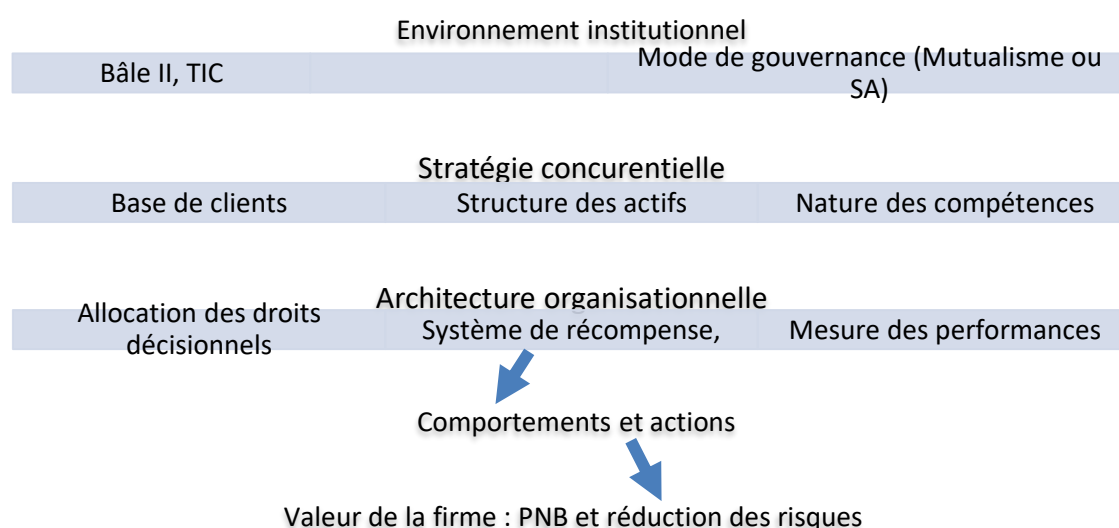 Environnement institutionnel
Bâle II, TIC
Mode de gouvernance (Mutualisme ou
SA)
Stratégie concurentielle
Base de clients
Structure des actifs
Nature des compétences
Architecture organisationnelle
Allocation des droits
décisionnels
Système de récompense,
Mesure des performances
Comportements et actions
Valeur de la firme : PNB et réduction des risques